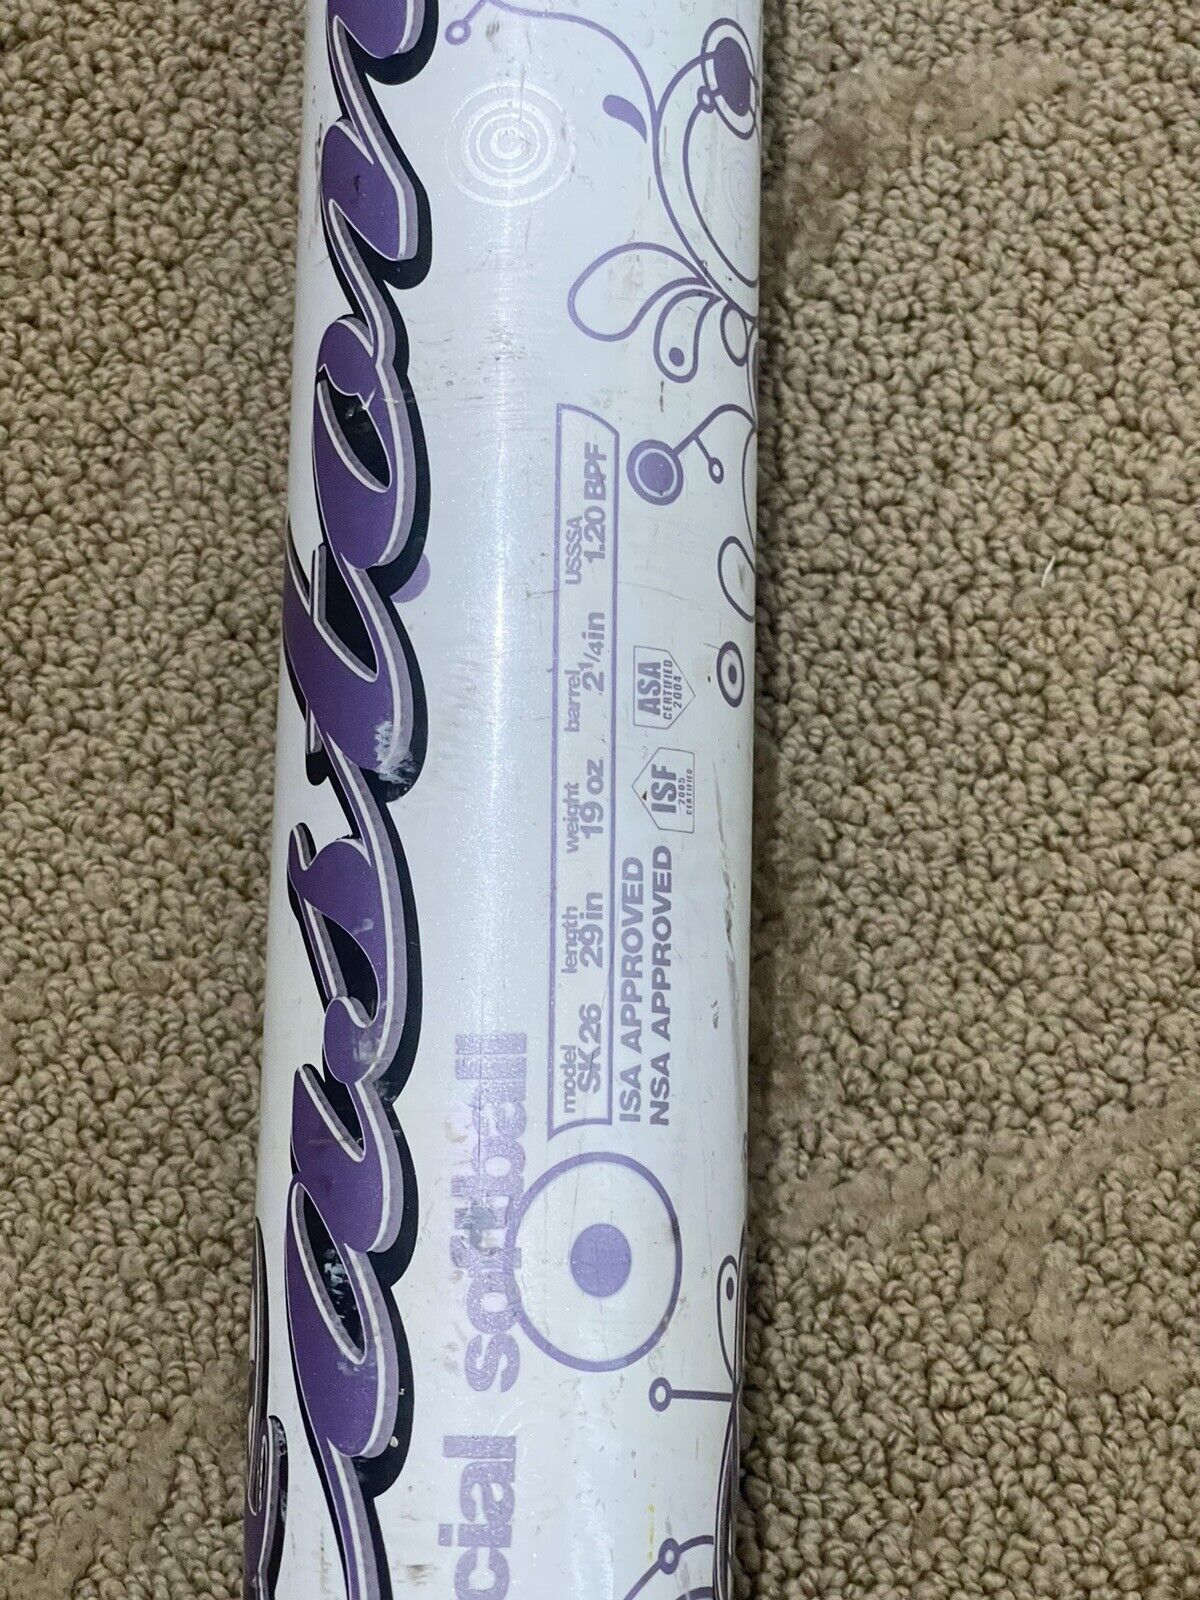 easton
cial softball
model length weight barrel USSSA
SK 26 29 in 19 oz 2 1/4 in 1.20 BPF
ISA APPROVED
NSA APPROVED
ISF
2005
CERTIFIED
ASA
CERTIFIED
2004